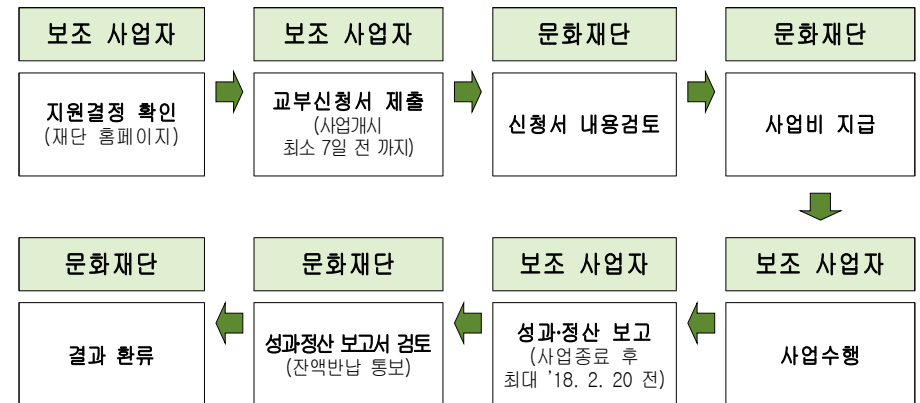 보조 사업자
지원결정 확인
(재단 홈페이지)
보조 사업자
교부신청서 제출
(사업개시
최소 7일 전 까지)
문화재단
신청서 내용검토
문화재단
사업비 지급
보조 사업자
사업수행
보조 사업자
성과·정산 보고
(사업종료 후
최대 '18. 2. 20 전)
문화재단
성과정산 보고서 검토
(잔액반납 통보)
문화재단
결과 환류